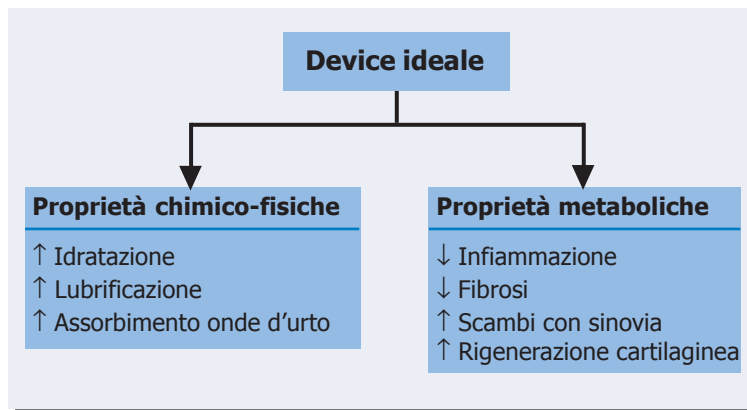 Device ideale
Proprietà chimico-fisiche
↑ Idratazione
↑ Lubrificazione
↑ Assorbimento onde d'urto
Proprietà metaboliche
↓ Infiammazione
↓ Fibrosi
↑ Scambi con sinovia
↑ Rigenerazione cartilaginea